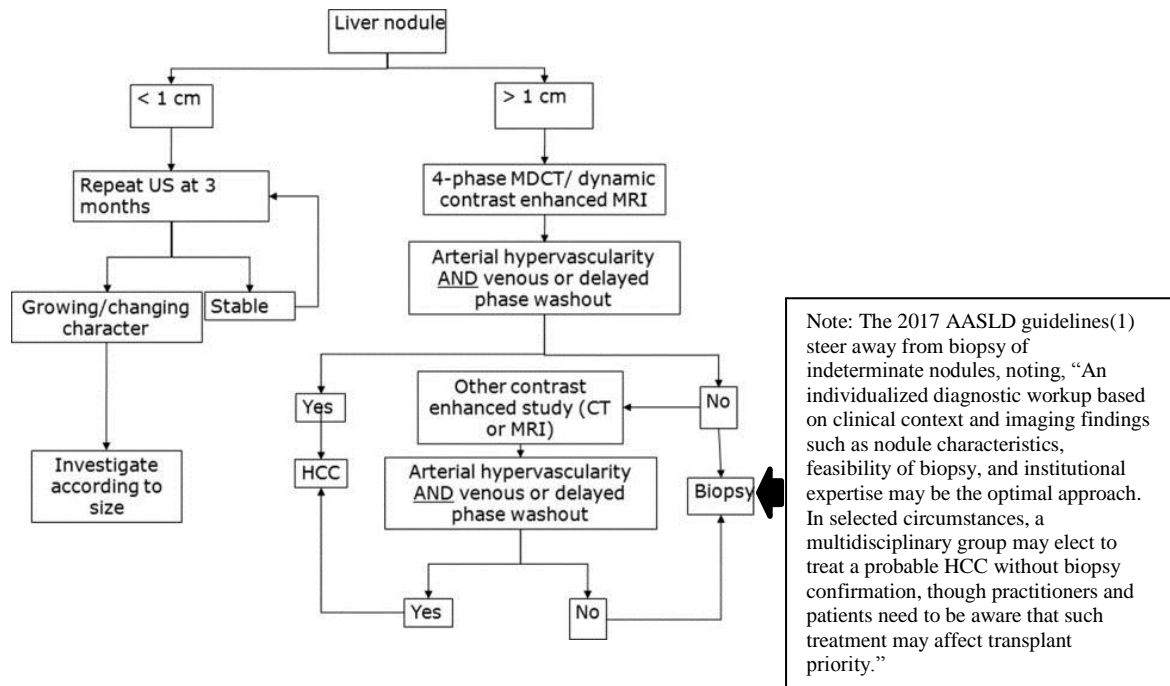 Liver nodule
< 1 cm
> 1 cm
Repeat US at 3
months
4-phase MDCT/ dynamic
contrast enhanced MRI
Growing/changing
character
Stable
Arterial hypervascularity
AND venous or delayed
phase washout
Investigate
according to
size
Yes
Other contrast
enhanced study (CT
or MRI)
No
HCC
Arterial hypervascularity
AND venous or delayed
phase washout
Biopsy
Yes
No
Note: The 2017 AASLD guidelines(1)
steer away from biopsy of
indeterminate nodules, noting, “An
individualized diagnostic workup based
on clinical context and imaging findings
such as nodule characteristics,
feasibility of biopsy, and institutional
expertise may be the optimal approach.
In selected circumstances, a
multidisciplinary group may elect to
treat a probable HCC without biopsy
confirmation, though practitioners and
patients need to be aware that such
treatment may affect transplant
priority.”